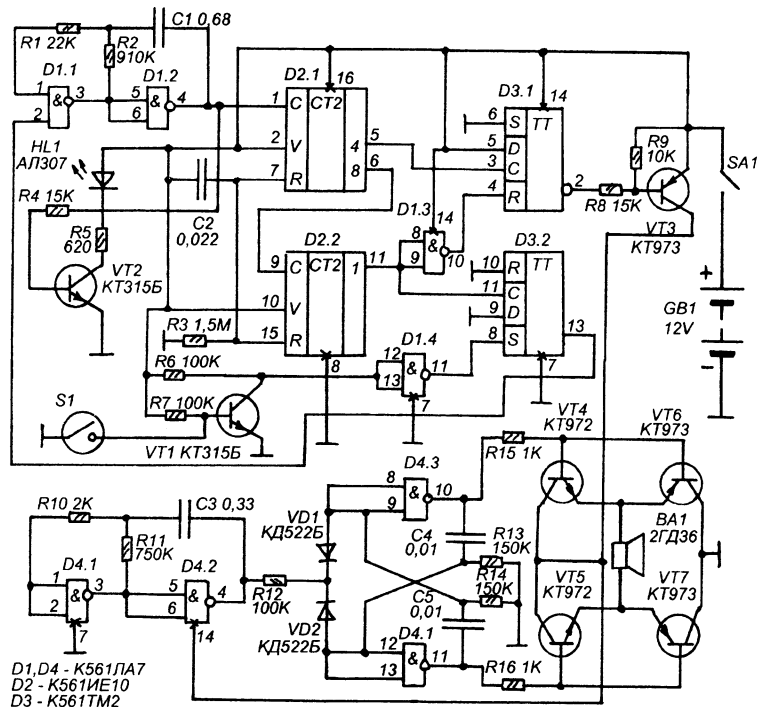 C1 0,68
R1 22K
R2
910K
D1.1
D1.2
1
2
&
3
5
6
&
4
D2.1
16
1
C
CT2
2
V
4
5
8
6
7
R
D3.1
14
6
S
TT
5
D
3
C
4
R
2
R9
10K
SA1
R8 15K
VT3
КТ973
HL1
АЛ307
R4 15K
C2
0,022
R5
620
VT2
КТ315Б
D1.3
14
8
9
&
10
D2.2
9
C
CT2
1
11
10
V
15
R
8
D3.2
10
R
TT
11
C
9
D
8
S
13
7
+
GB1
12V
−
R3 1,5M
R6 100K
R7 100K
D1.4
12
13
&
11
7
S1
VT1 КТ315Б
VT4
КТ972
VT6
КТ973
R15 1K
D4.3
8
9
&
10
R10 2K
C3 0,33
VD1
КД522Б
C4
0,01
R13
150K
BA1
2ГД36
R11
750K
D4.1
D4.2
1
2
&
3
7
5
6
&
4
14
R12
100K
R14
150K
C5
0,01
VT5
КТ972
VT7
КТ973
VD2
КД522Б
D4.1
12
13
&
11
R16 1K
D1,D4 - К561ЛА7
D2 - К561ИЕ10
D3 - К561ТМ2